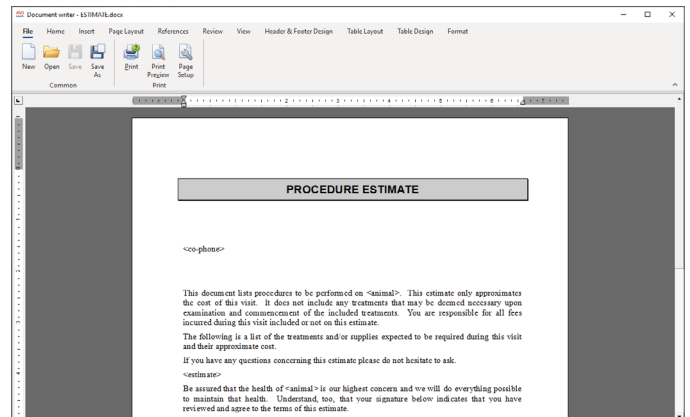 Document writer - ESTIMATE.docx
File Home Insert Page Layout References Review View Header & Footer Design Table Layout Table Design Format
New Open Save Save As Print Print Preview Page Setup
Common Print
PROCEDURE ESTIMATE
<co-phone>
This document lists procedures to be performed on <animal>. This estimate only approximates
the cost of this visit. It does not include any treatments that may be deemed necessary upon
examination and commencement of the included treatments. You are responsible for all fees
incurred during this visit included or not on this estimate.
The following is a list of the treatments and/or supplies expected to be required during this visit
and their approximate cost.
If you have any questions concerning this estimate please do not hesitate to ask.
<estimate>
Be assured that the health of <animal> is our highest concern and we will do everything possible
to maintain that health. Understand, too, that your signature below indicates that you have
reviewed and agree to the terms of this estimate.